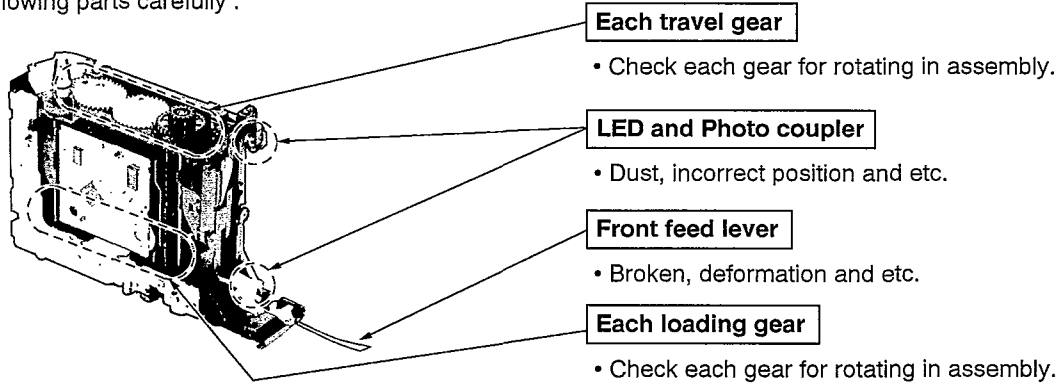 lowing parts carefully .
Each travel gear
• Check each gear for rotating in assembly.
LED and Photo coupler
• Dust, incorrect position and etc.
Front feed lever
• Broken, deformation and etc.
Each loading gear
• Check each gear for rotating in assembly.